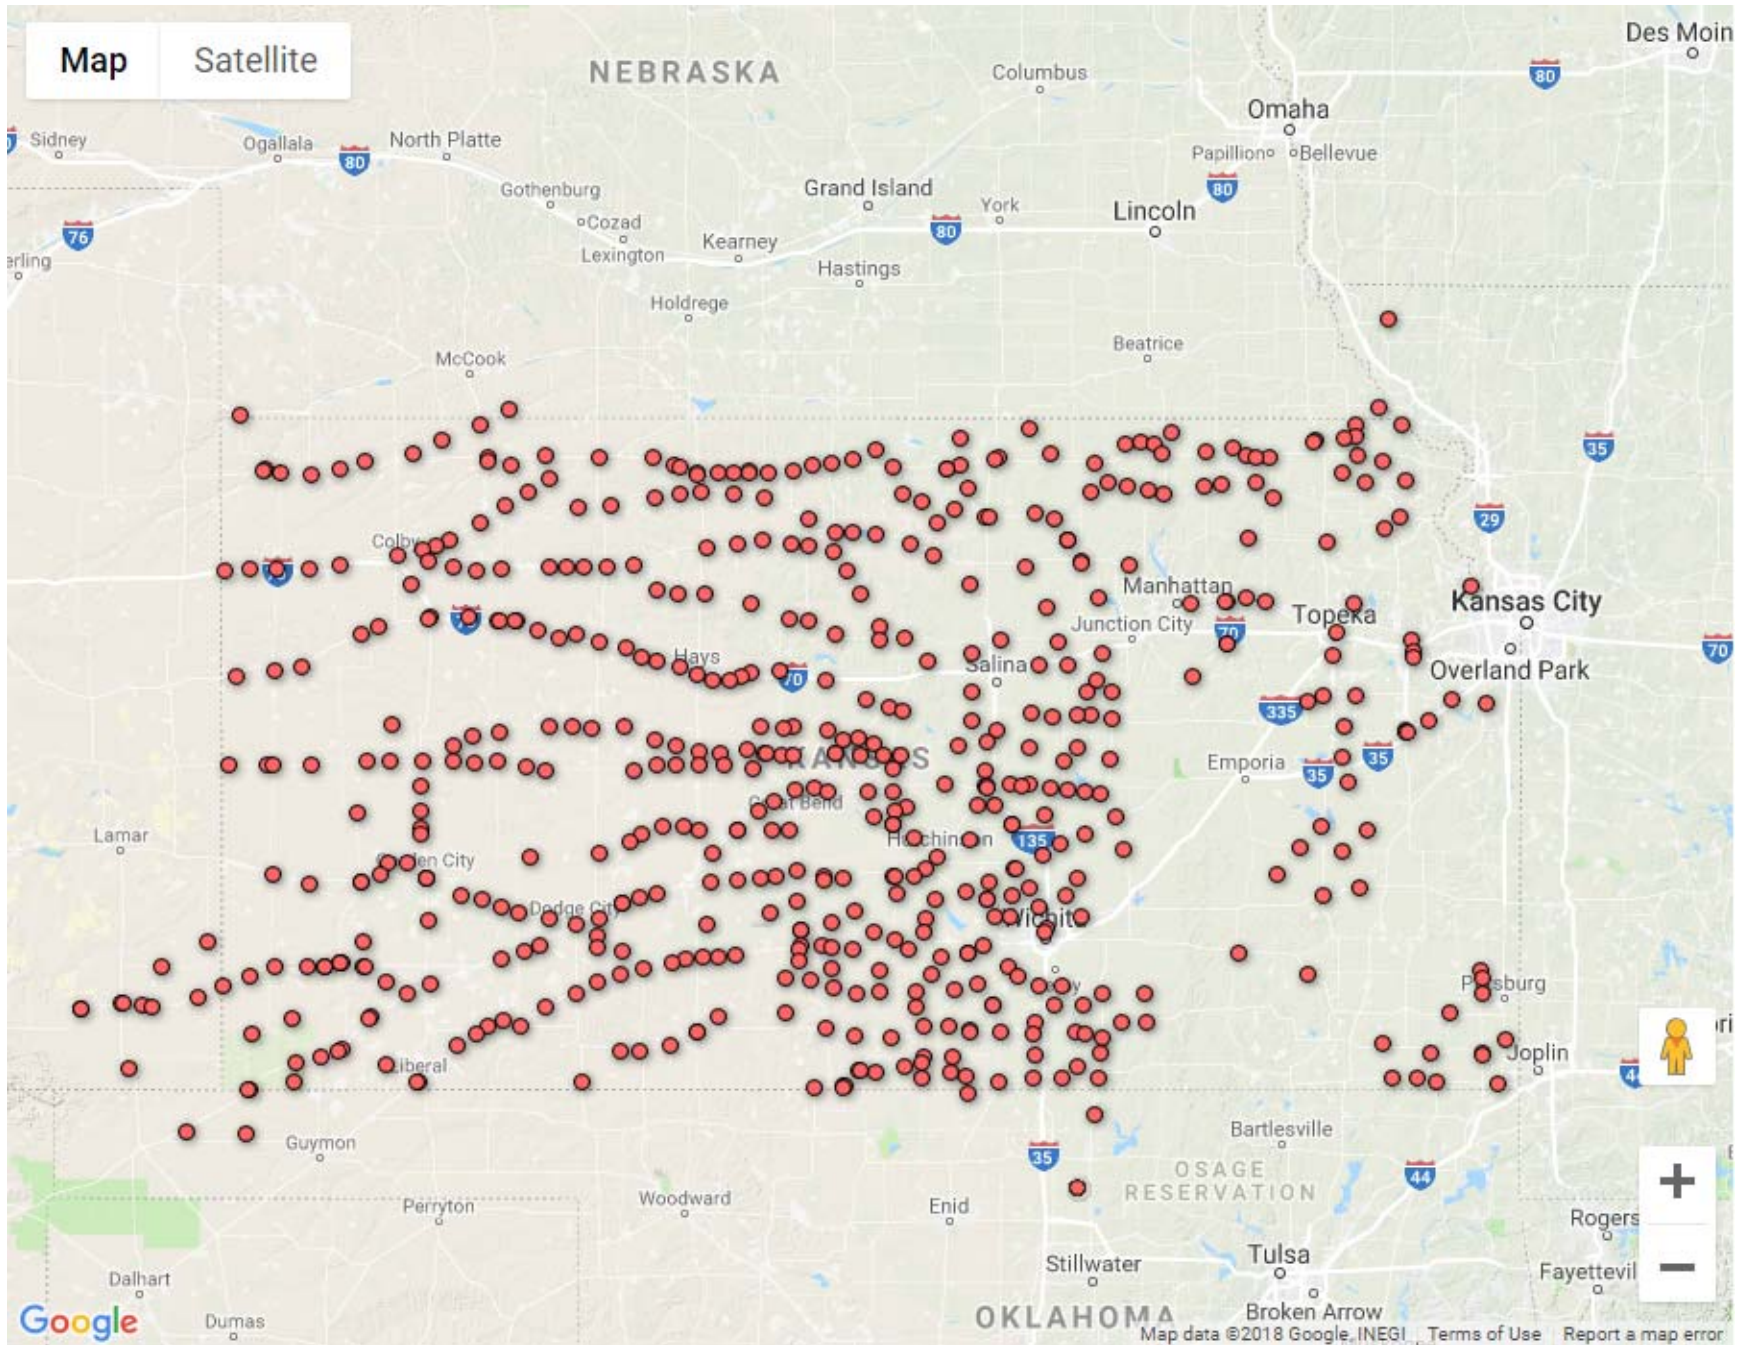 Des Moin
Map Satellite
NEBRASKA
Columbus
80
Omaha
Sidney
Ogallala
North Platte
80
Papillion
Bellevue
80
Gothenburg
Grand Island
York
Lincoln
Cozad
76
80
Kearney
Lexington
erling
Hastings
Holdrege
Beatrice
McCook
35
29
Colby
Manhattan
Kansas City
Topeka
Junction City
70
70
Hays
Salina
Overland Park
70
335
KANSAS
Emporia
35
35
Great Bend
Lamar
Hutchinson
135
Garden City
Dodge City
Wichita
Pittsburg
Joplin
Liberal
44
Bartlesville
Guymon
35
OSAGE
RESERVATION
44
Woodward
Perryton
Enid
Rogers
Tulsa
Stillwater
Fayettevil
Dalhart
OKLAHOMA
Broken Arrow
Dumas
Google
Map data ©2018 Google, INEGI Terms of Use Report a map error